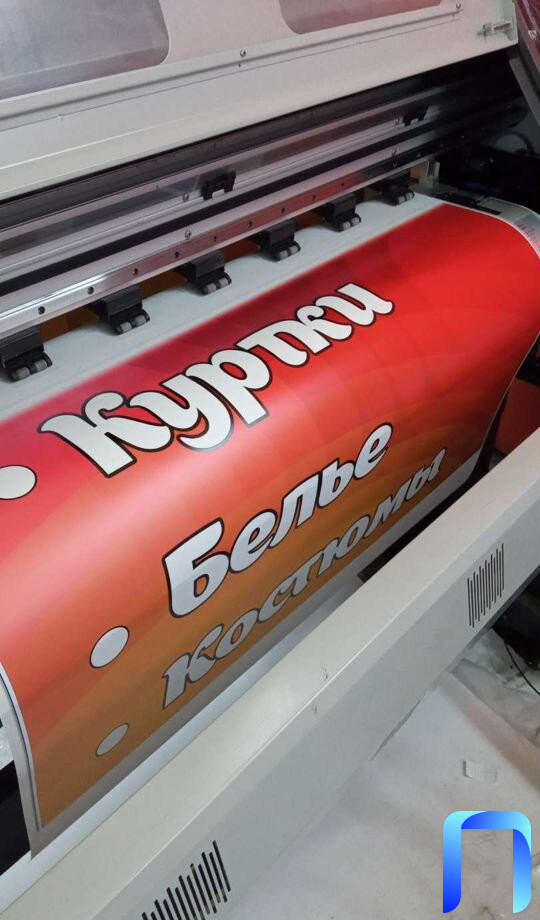 Куртки
Белье
Костюмы
П